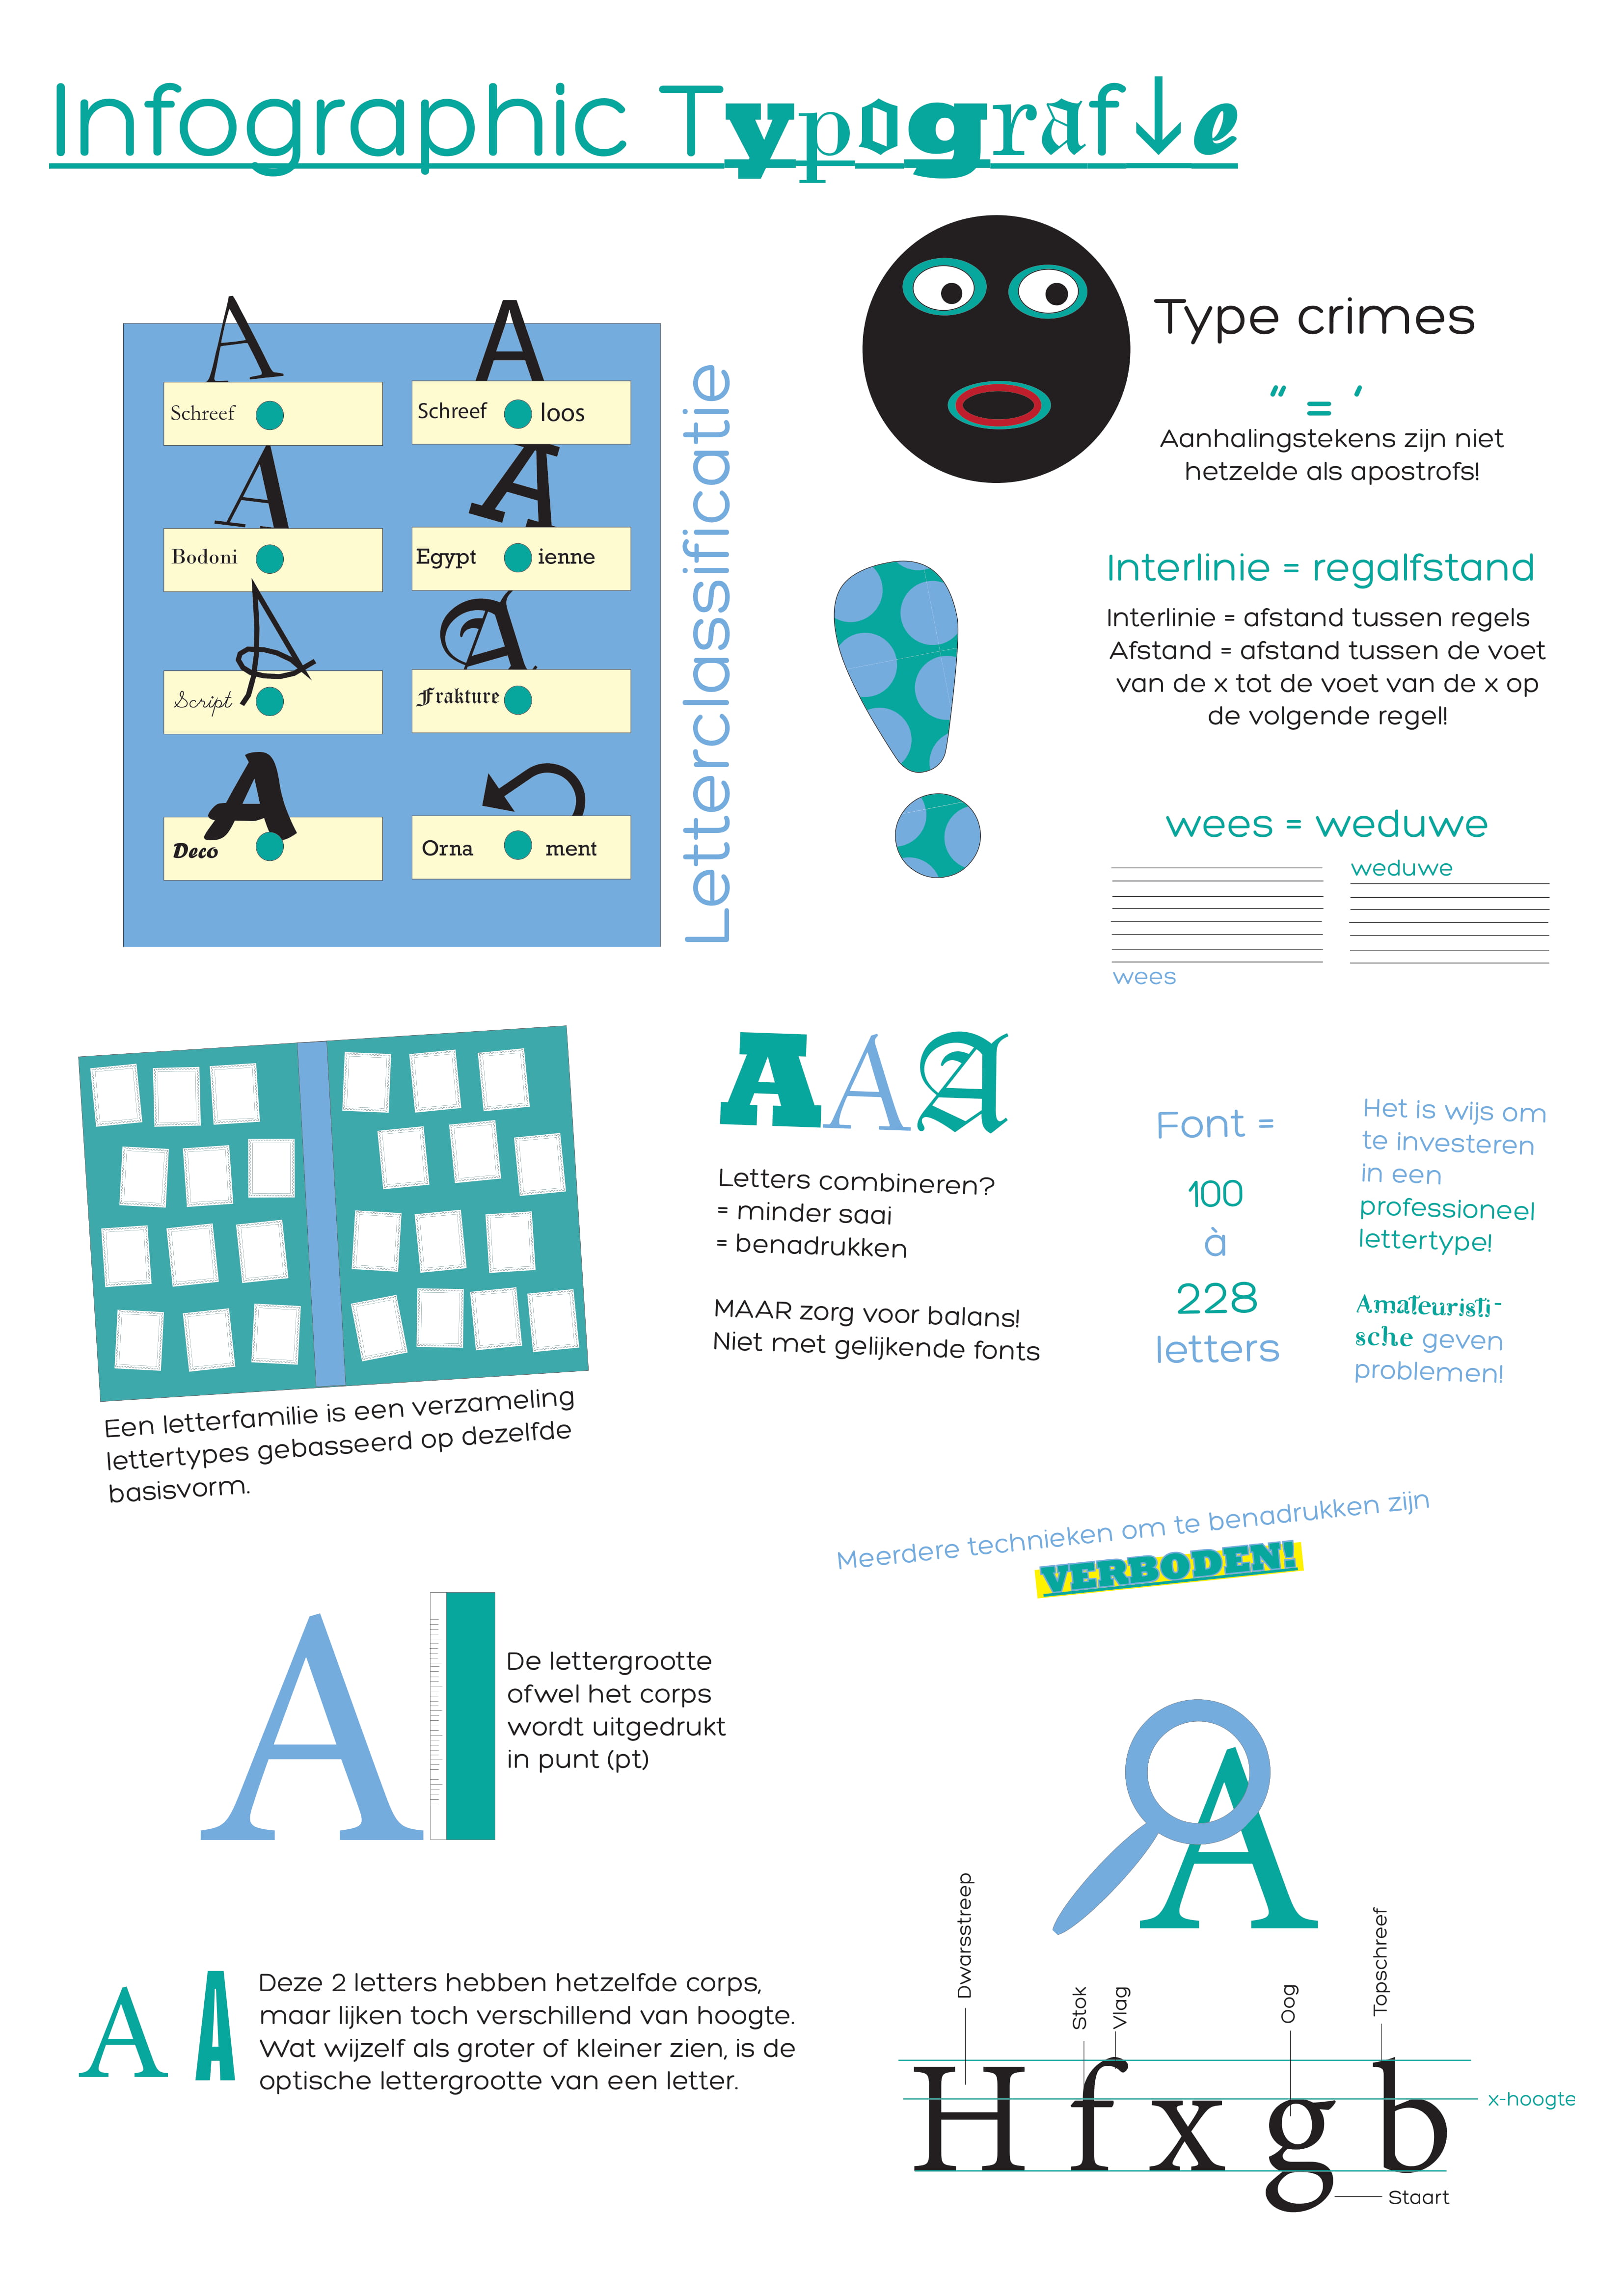 Infographic Typografie
A
A
Schreef
Schreef loos
A
A
Bodoni
Egypt ienne
A
A
Script
Frakture
A
Deco
Orna ment
Letterclassificatie
Type crimes
“ = ‘
Aanhalingstekens zijn niet
hetzelde als apostrofs!
Interlinie = regalfstand
Interlinie = afstand tussen regels
Afstand = afstand tussen de voet
van de x tot de voet van de x op
de volgende regel!
wees = weduwe
weduwe
wees
Een letterfamilie is een verzameling
lettertypes gebasseerd op dezelfde
basisvorm.
AAA
Letters combineren?
= minder saai
= benadrukken
MAAR zorg voor balans!
Niet met gelijkende fonts
Font =
100
à
228
letters
Het is wijs om
te investeren
in een
professioneel
lettertype!
Amateuristi-
sche geven
problemen!
Meerdere technieken om te benadrukken zijn
VERBODEN!
A
De lettergrootte
ofwel het corps
wordt uitgedrukt
in punt (pt)
A
A A
Deze 2 letters hebben hetzelfde corps,
maar lijken toch verschillend van hoogte.
Wat wijzelf als groter of kleiner zien, is de
optische lettergrootte van een letter.
Dwarsstreep
Stok
Vlag
Oog
Topschreef
H f x g b
x-hoogte
Staart